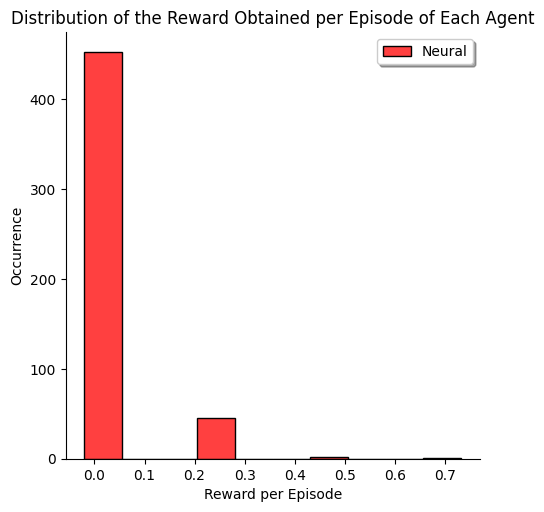 Distribution of the Reward Obtained per Episode of Each Agent
Neural
400
300
200
100
0
Occurrence
0.0 0.1 0.2 0.3 0.4 0.5 0.6 0.7
Reward per Episode